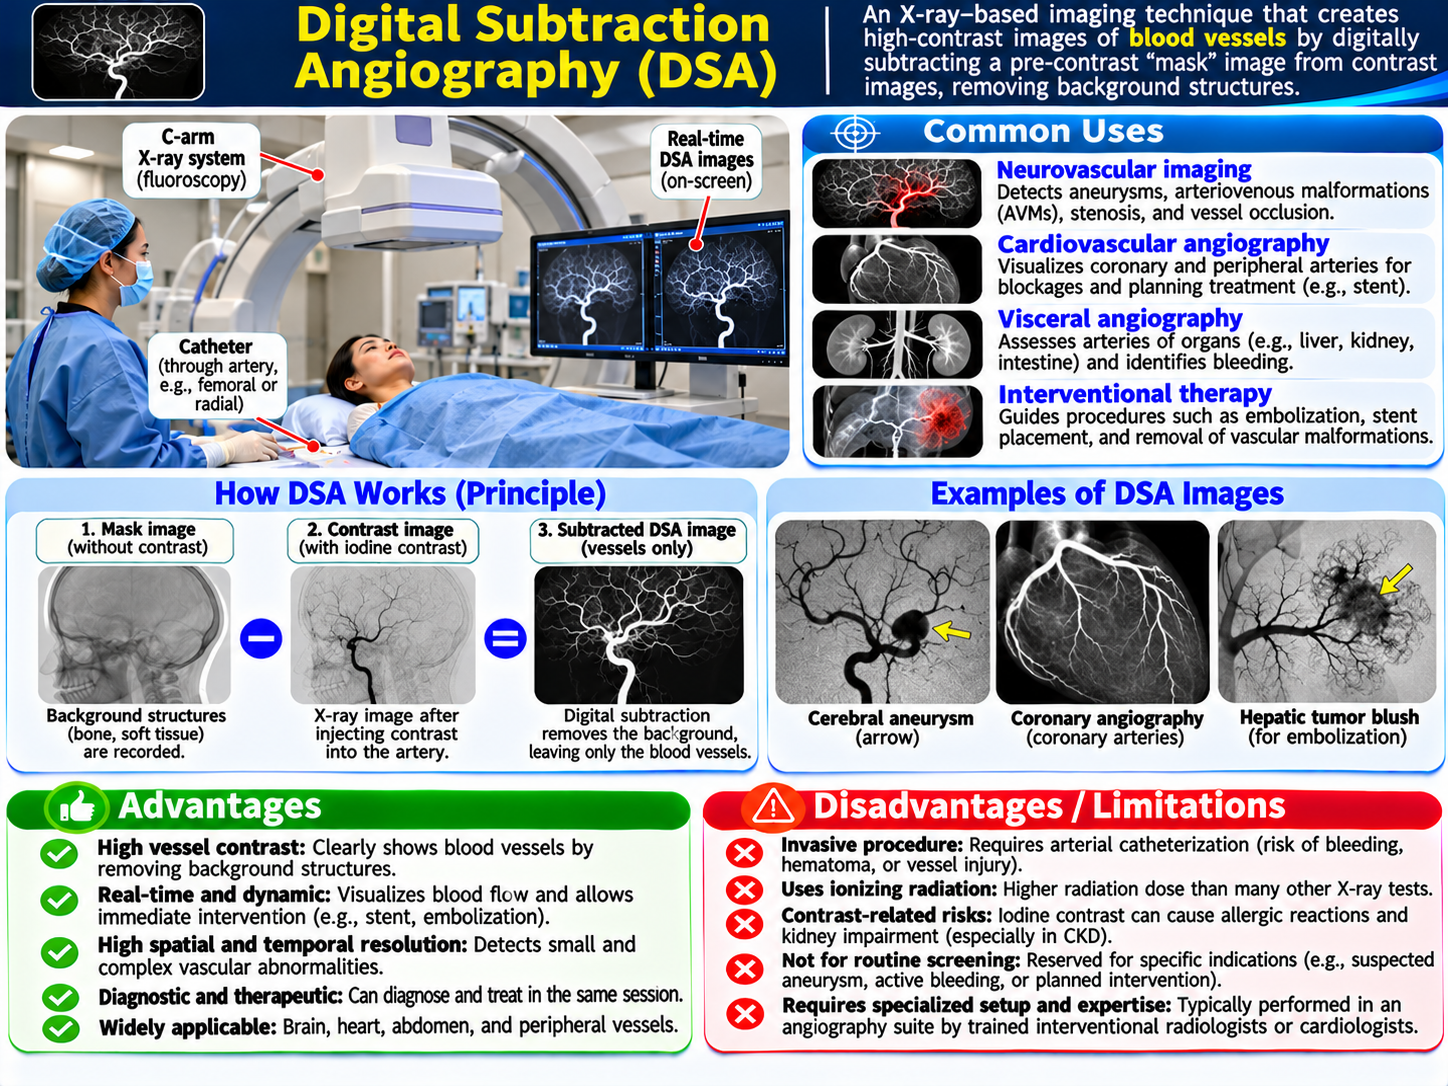 Digital Subtraction
Angiography (DSA)
An X-ray–based imaging technique that creates
high-contrast images of blood vessels by digitally
subtracting a pre-contrast “mask” image from contrast
images, removing background structures.
C-arm
X-ray system
(fluoroscopy)
Real-time
DSA images
(on-screen)
Catheter
(through artery,
e.g., femoral or
radial)
Common Uses
Neurovascular imaging
Detects aneurysms, arteriovenous malformations
(AVMs), stenosis, and vessel occlusion.
Cardiovascular angiography
Visualizes coronary and peripheral arteries for
blockages and planning treatment (e.g., stent).
Visceral angiography
Assesses arteries of organs (e.g., liver, kidney,
intestine) and identifies bleeding.
Interventional therapy
Guides procedures such as embolization, stent
placement, and removal of vascular malformations.
How DSA Works (Principle)
1. Mask image
(without contrast)
Background structures
(bone, soft tissue)
are recorded.
2. Contrast image
(with iodine contrast)
X-ray image after
injecting contrast
into the artery.
3. Subtracted DSA image
(vessels only)
Digital subtraction
removes the background,
leaving only the blood vessels.
Examples of DSA Images
Cerebral aneurysm
(arrow)
Coronary angiography
(coronary arteries)
Hepatic tumor blush
(for embolization)
Advantages
High vessel contrast: Clearly shows blood vessels by
removing background structures.
Real-time and dynamic: Visualizes blood flow and allows
immediate intervention (e.g., stent, embolization).
High spatial and temporal resolution: Detects small and
complex vascular abnormalities.
Diagnostic and therapeutic: Can diagnose and treat in the same session.
Widely applicable: Brain, heart, abdomen, and peripheral vessels.
Disadvantages / Limitations
Invasive procedure: Requires arterial catheterization (risk of bleeding,
hematoma, or vessel injury).
Uses ionizing radiation: Higher radiation dose than many other X-ray tests.
Contrast-related risks: Iodine contrast can cause allergic reactions and
kidney impairment (especially in CKD).
Not for routine screening: Reserved for specific indications (e.g., suspected
aneurysm, active bleeding, or planned intervention).
Requires specialized setup and expertise: Typically performed in an
angiography suite by trained interventional radiologists or cardiologists.